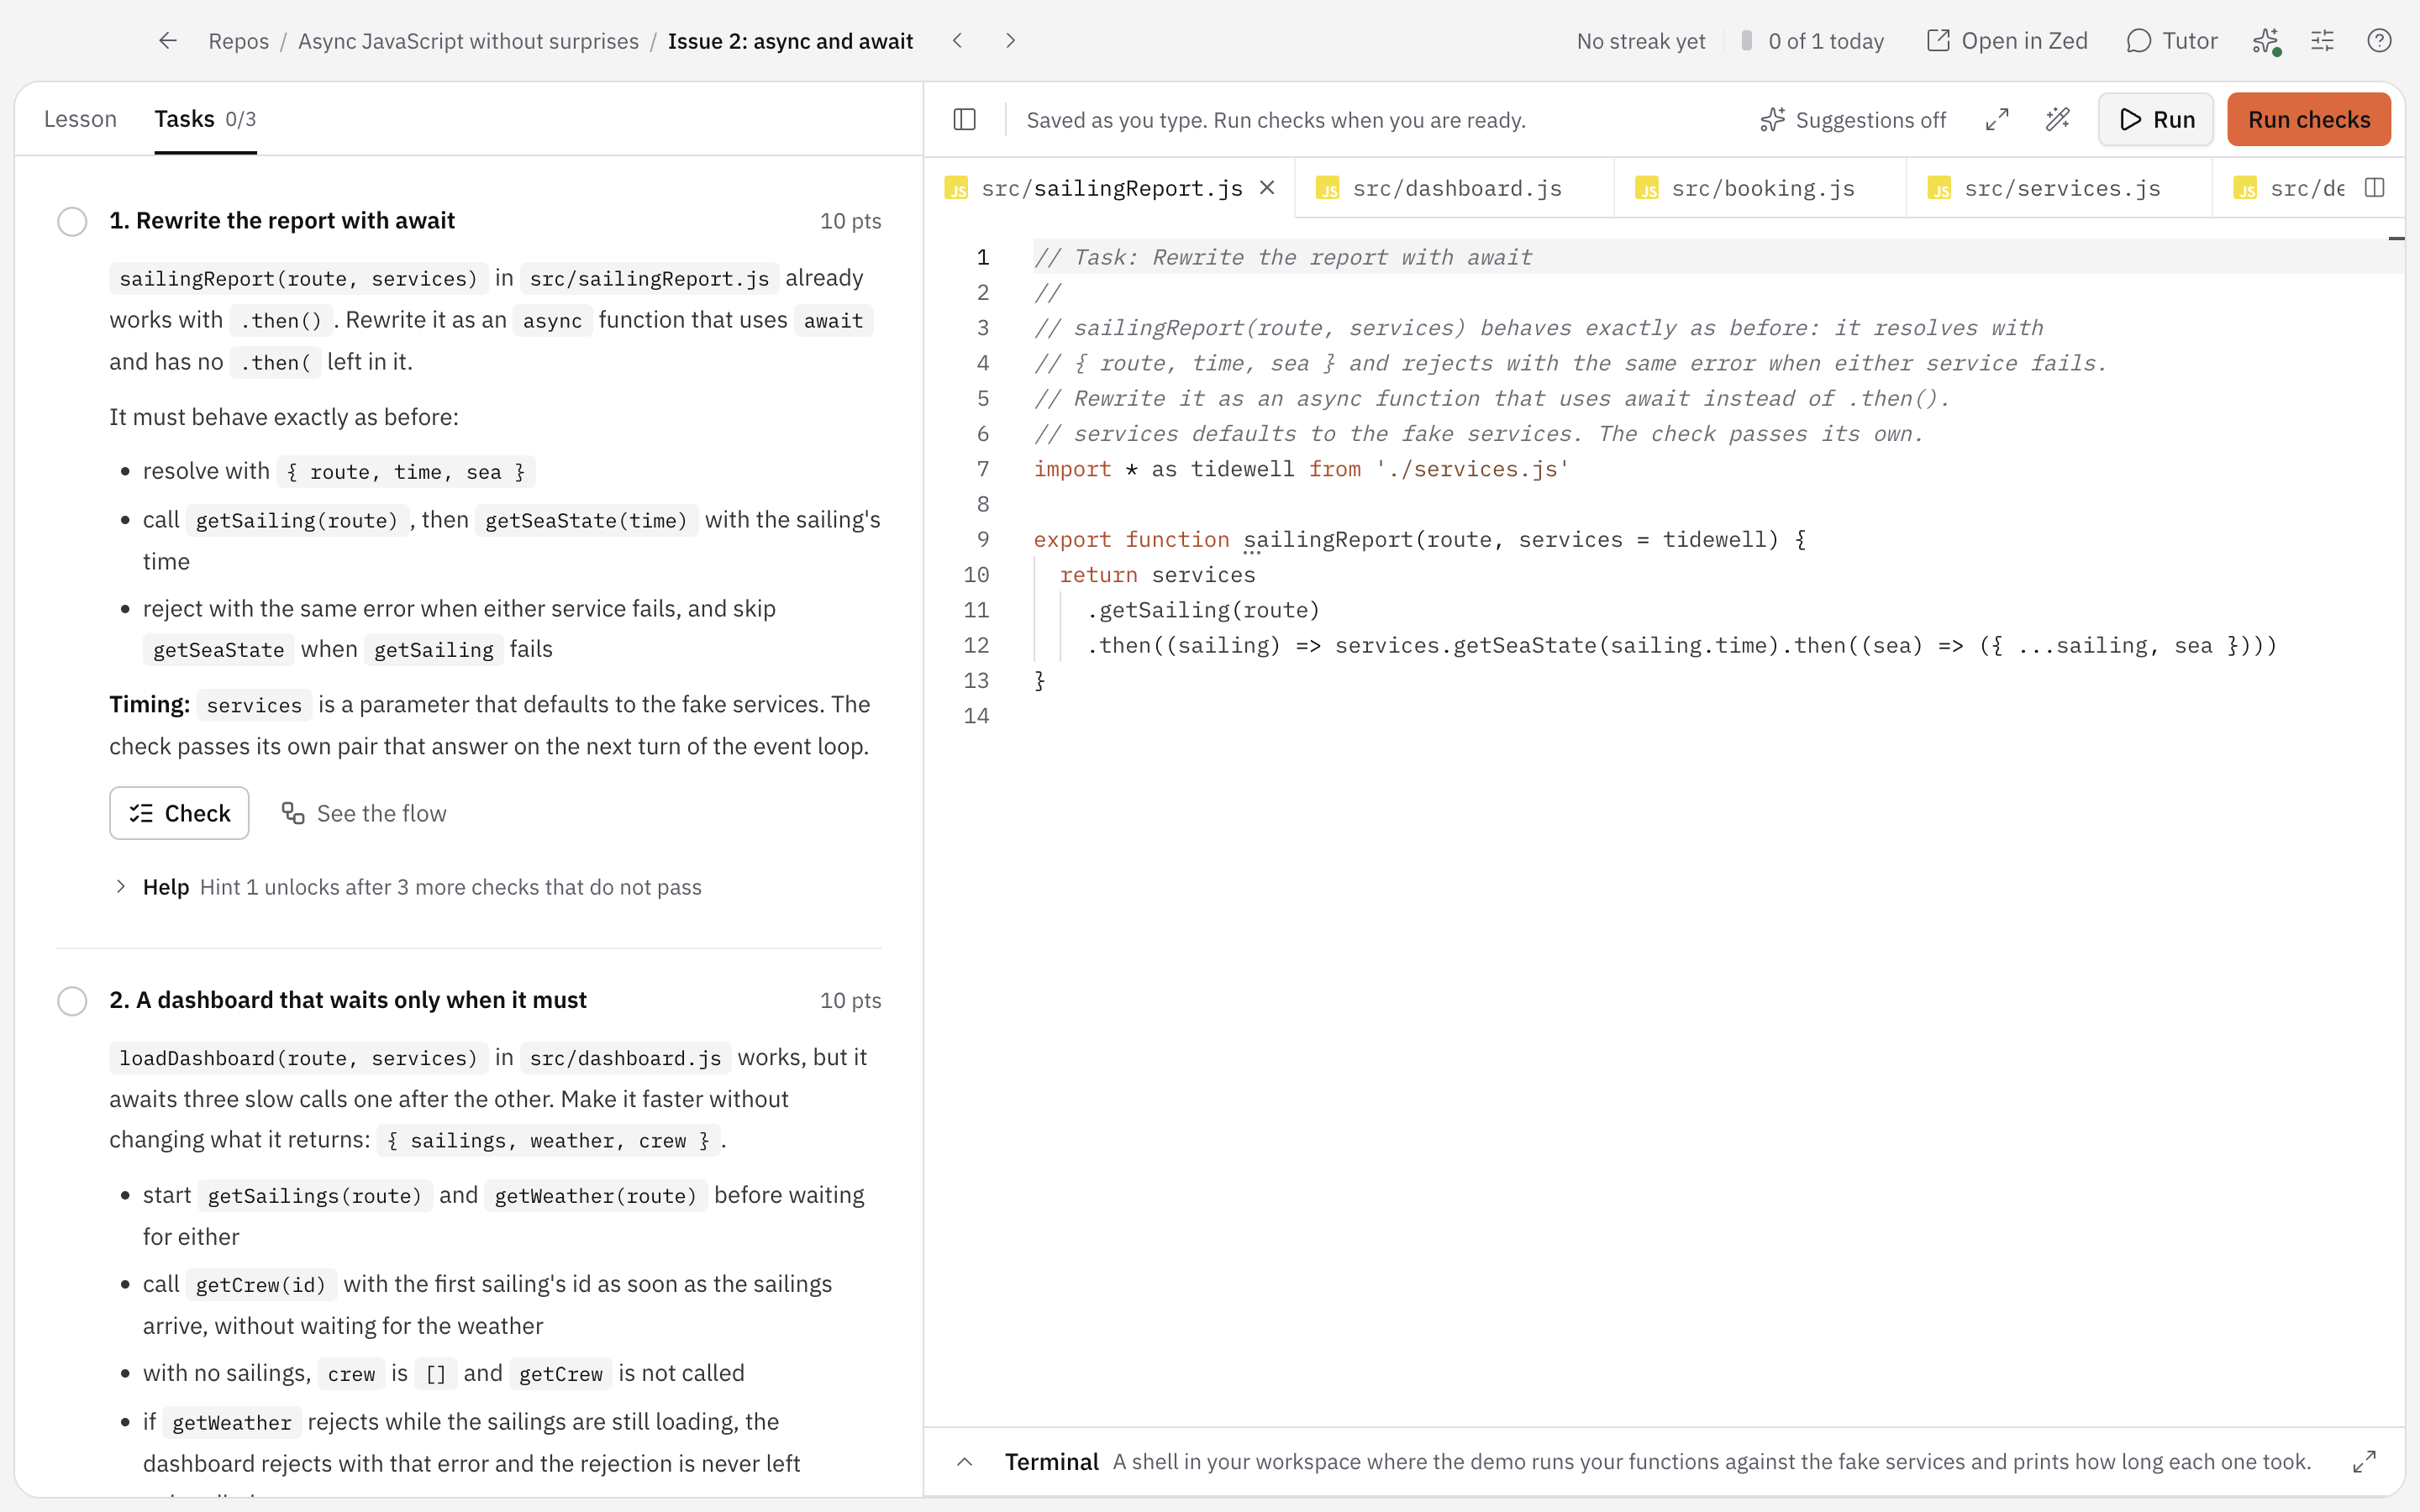 Repos / Async JavaScript without surprises / Issue 2: async and await
No streak yet
0 of 1 today
Open in Zed
Tutor
Lesson
Tasks 0/3
1. Rewrite the report with await 10 pts
sailingReport(route, services) in src/sailingReport.js already
works with .then() . Rewrite it as an async function that uses await
and has no .then( left in it.
It must behave exactly as before:
• resolve with { route, time, sea }
• call getSailing(route) , then getSeaState(time) with the sailing's
time
• reject with the same error when either service fails, and skip
getSeaState when getSailing fails
Timing: services is a parameter that defaults to the fake services. The
check passes its own pair that answer on the next turn of the event loop.
Check
See the flow
Help Hint 1 unlocks after 3 more checks that do not pass
2. A dashboard that waits only when it must 10 pts
loadDashboard(route, services) in src/dashboard.js works, but it
awaits three slow calls one after the other. Make it faster without
changing what it returns: { sailings, weather, crew } .
• start getSailings(route) and getWeather(route) before waiting
for either
• call getCrew(id) with the first sailing's id as soon as the sailings
arrive, without waiting for the weather
• with no sailings, crew is [] and getCrew is not called
• if getWeather rejects while the sailings are still loading, the
dashboard rejects with that error and the rejection is never left
Saved as you type. Run checks when you are ready.
Suggestions off
Run
Run checks
JS src/sailingReport.js
JS src/dashboard.js
JS src/booking.js
JS src/services.js
JS src/de
1 // Task: Rewrite the report with await
2 //
3 // sailingReport(route, services) behaves exactly as before: it resolves with
4 // { route, time, sea } and rejects with the same error when either service fails.
5 // Rewrite it as an async function that uses await instead of .then().
6 // services defaults to the fake services. The check passes its own.
7 import * as tidewell from './services.js'
8
9 export function sailingReport(route, services = tidewell) {
10 return services
11 .getSailing(route)
12 .then((sailing) => services.getSeaState(sailing.time).then((sea) => ({ ...sailing, sea })))
13 }
14
Terminal A shell in your workspace where the demo runs your functions against the fake services and prints how long each one took.